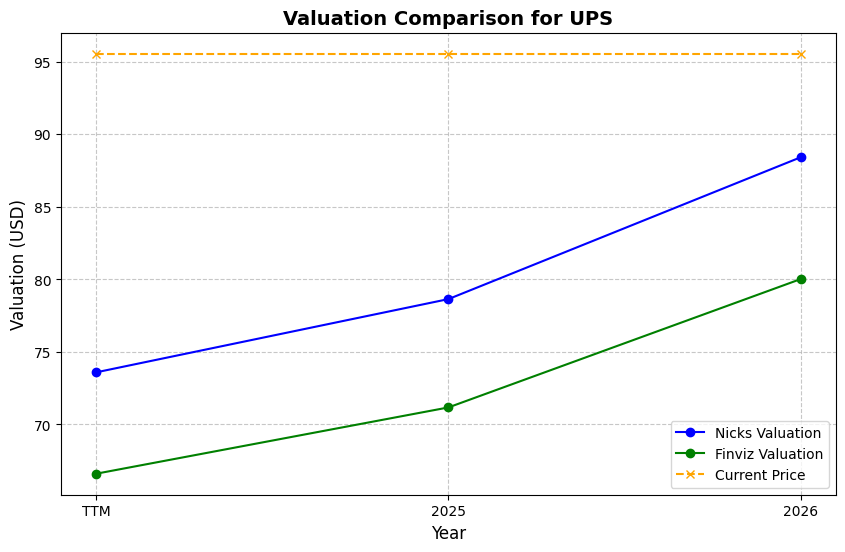 Valuation Comparison for UPS
95
90
85
80
75
70
Valuation (USD)
TTM
2025
2026
Year
Nicks Valuation
Finviz Valuation
Current Price